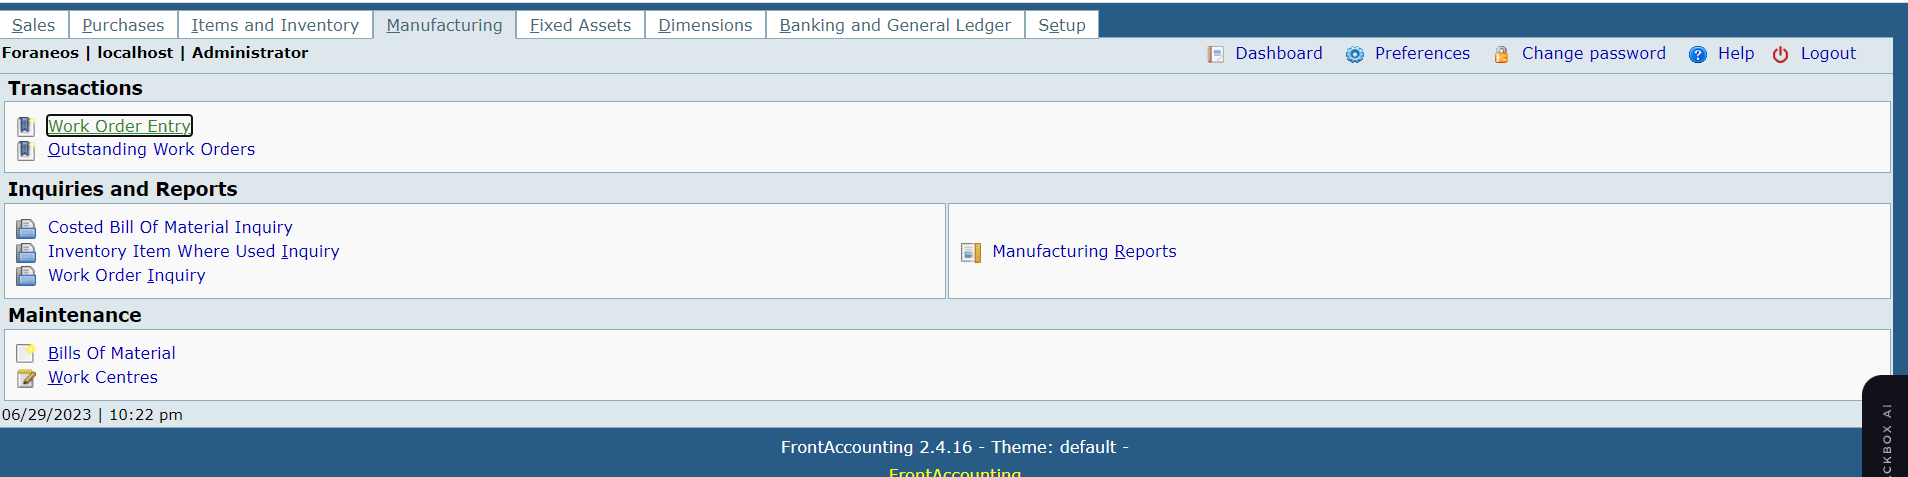 Sales Purchases Items and Inventory Manufacturing Fixed Assets Dimensions Banking and General Ledger Setup
Foraneos | localhost | Administrator Dashboard Preferences Change password Help Logout
Transactions
Work Order Entry
Outstanding Work Orders
Inquiries and Reports
Costed Bill Of Material Inquiry
Inventory Item Where Used Inquiry
Work Order Inquiry
Manufacturing Reports
Maintenance
Bills Of Material
Work Centres
06/29/2023 | 10:22 pm
FrontAccounting 2.4.16 - Theme: default -
FrontAccounting
CKBOX AI